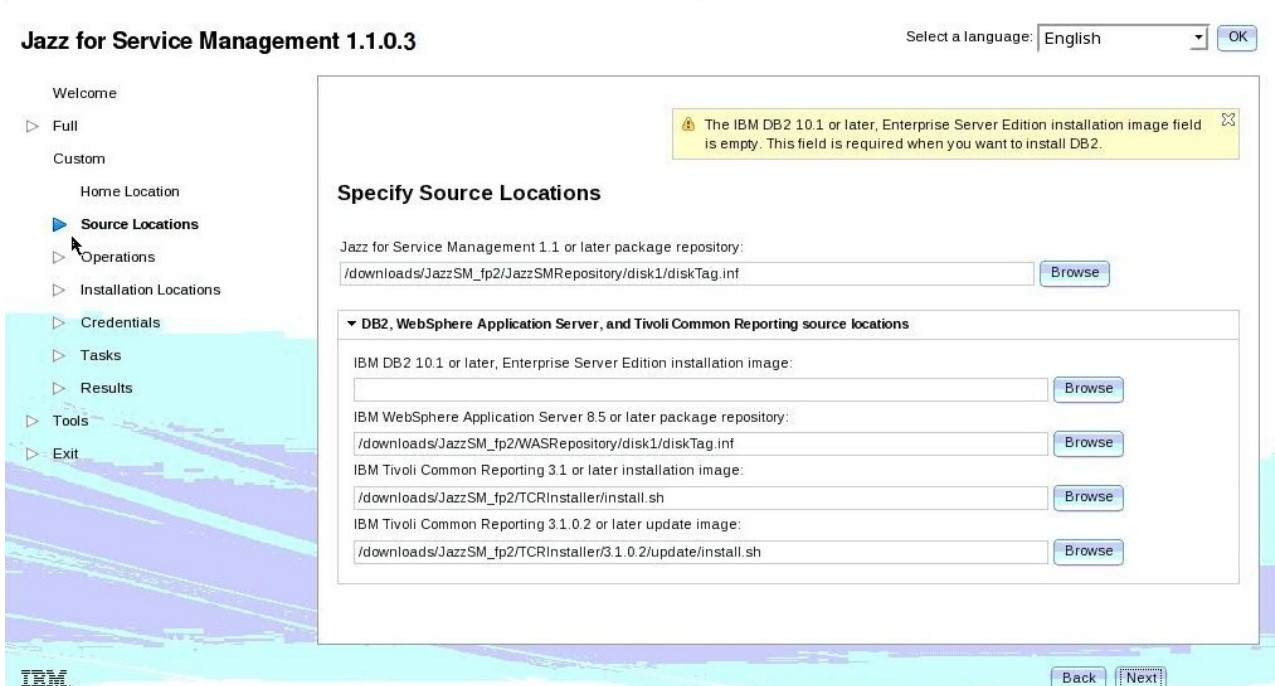 Jazz for Service Management 1.1.0.3
Select a language: English OK
Welcome
Full
Custom
Home Location
Source Locations
Operations
Installation Locations
Credentials
Tasks
Results
Tools
Exit
The IBM DB2 10.1 or later, Enterprise Server Edition installation image field
is empty. This field is required when you want to install DB2.
Specify Source Locations
Jazz for Service Management 1.1 or later package repository:
/downloads/JazzSM_fp2/JazzSMRepository/disk1/diskTag.inf Browse
DB2, WebSphere Application Server, and Tivoli Common Reporting source locations
IBM DB2 10.1 or later, Enterprise Server Edition installation image:
Browse
IBM WebSphere Application Server 8.5 or later package repository:
/downloads/JazzSM_fp2/WASRepository/disk1/diskTag.inf Browse
IBM Tivoli Common Reporting 3.1 or later installation image:
/downloads/JazzSM_fp2/TCRInstaller/install.sh Browse
IBM Tivoli Common Reporting 3.1.0.2 or later update image:
/downloads/JazzSM_fp2/TCRInstaller/3.1.0.2/update/install.sh Browse
IBM.
Back Next